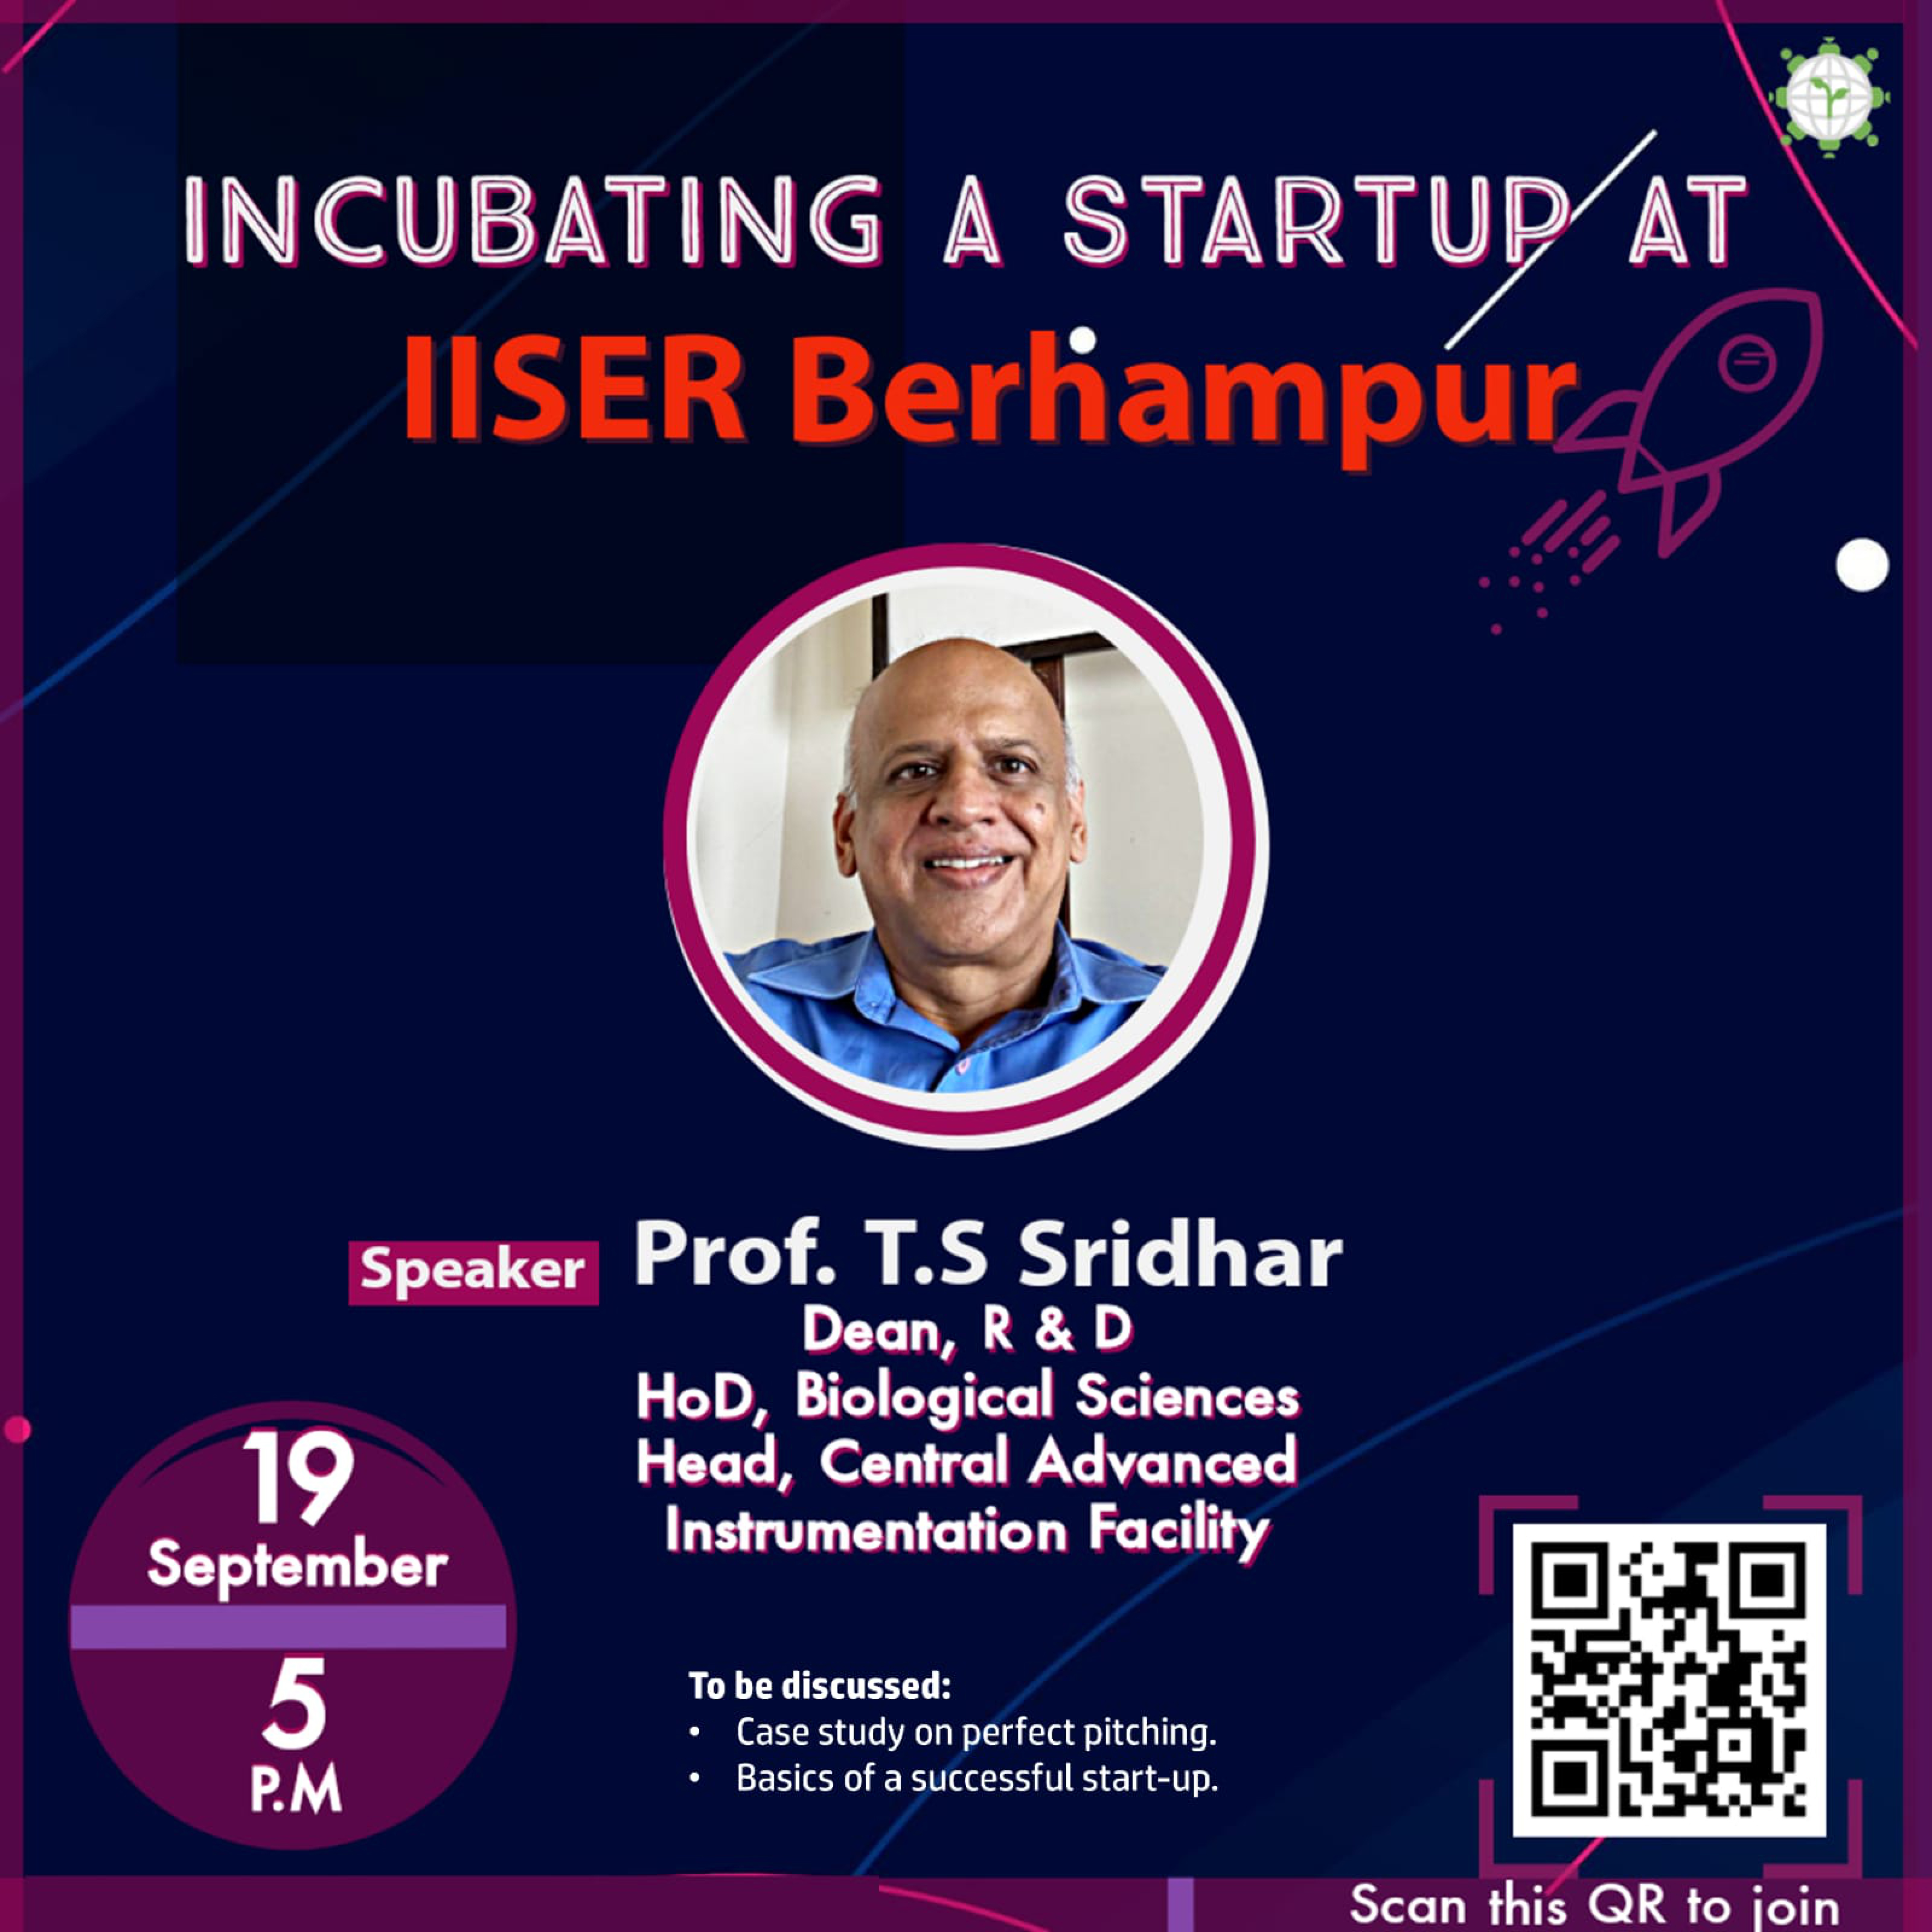 INCUBATING A STARTUP AT
IISER Berhampur
Speaker
Prof. T.S Sridhar
Dean, R & D
HoD, Biological Sciences
Head, Central Advanced
Instrumentation Facility
19
September
5
P.M
To be discussed:
• Case study on perfect pitching.
• Basics of a successful start-up.
Scan this QR to join